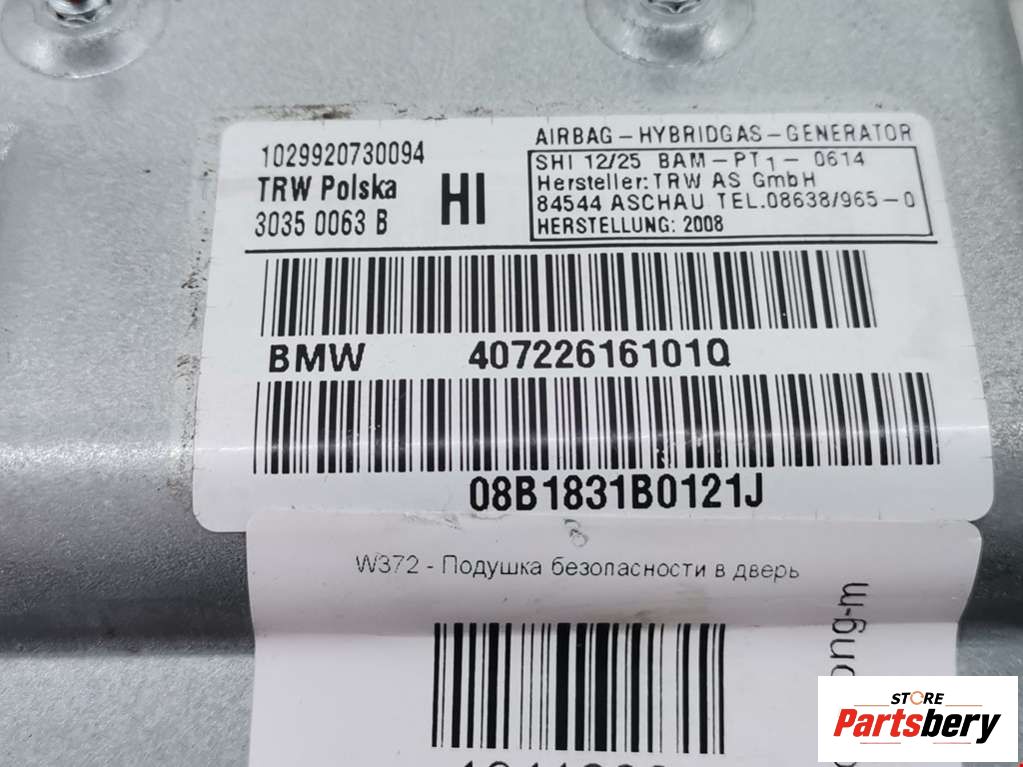 1029920730094
TRW Polska
3035 0063 B
HI
AIRBAG-HYBRIDGAS-GENERATOR
SHI 12/25 BAM-PT1-0614
Hersteller: TRW AS GmbH
84544 ASCHAU TEL.08638/965-0
HERSTELLUNG: 2008
BMW 40722616101Q
08B1831B0121J
W372 - Подушка безопасности в дверь
STORE
Partsbery